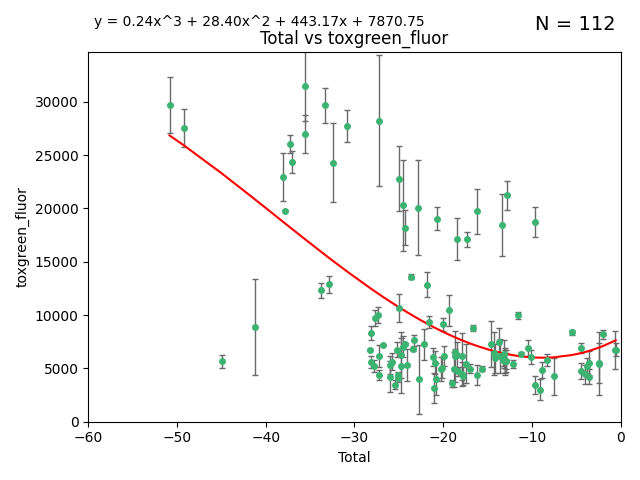 y = 0.24x^3 + 28.40x^2 + 443.17x + 7870.75
N = 112
Total vs toxgreen_fluor
30000
25000
20000
15000
10000
5000
0
toxgreen_fluor
−60 −50 −40 −30 −20 −10 0
Total